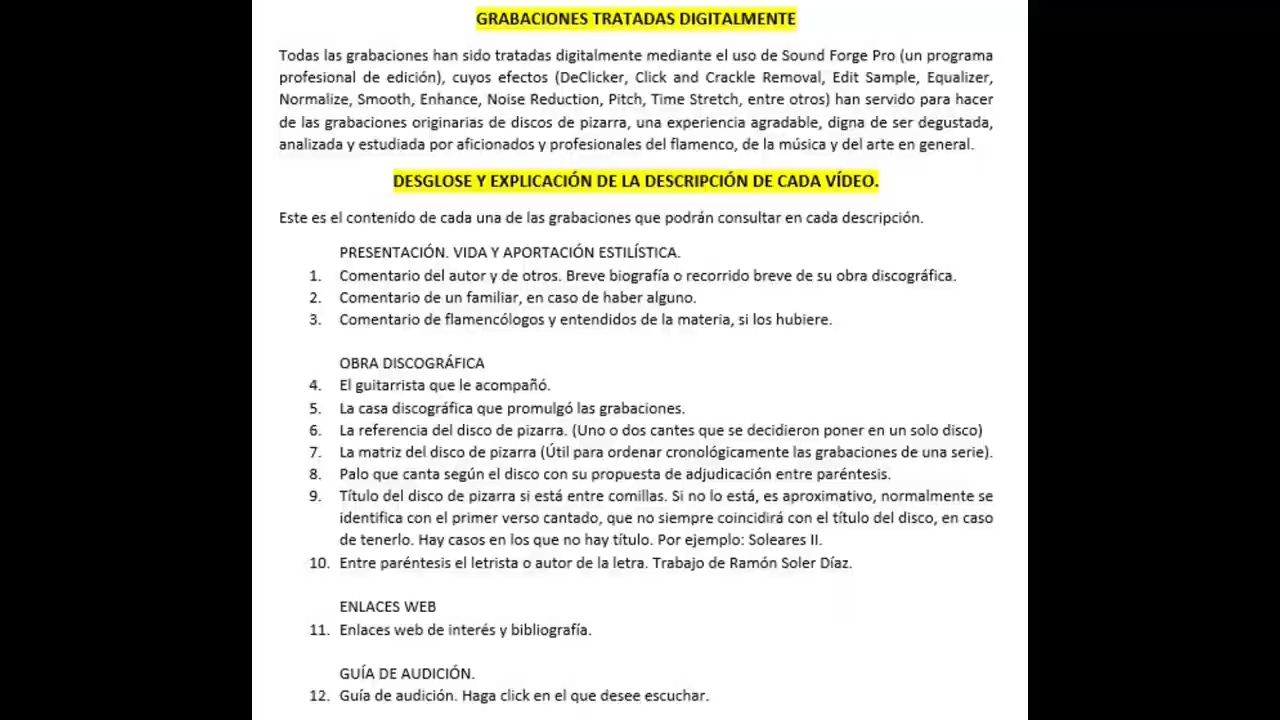 GRABACIONES TRATADAS DIGITALMENTE
Todas las grabaciones han sido tratadas digitalmente mediante el uso de Sound Forge Pro (un programa
profesional de edición), cuyos efectos (DeClicker, Click and Crackle Removal, Edit Sample, Equalizer,
Normalize, Smooth, Enhance, Noise Reduction, Pitch, Time Stretch, entre otros) han servido para hacer
de las grabaciones originarias de discos de pizarra, una experiencia agradable, digna de ser degustada,
analizada y estudiada por aficionados y profesionales del flamenco, de la música y del arte en general.
DESGLOSE Y EXPLICACIÓN DE LA DESCRIPCIÓN DE CADA VÍDEO.
Este es el contenido de cada una de las grabaciones que podrán consultar en cada descripción.
PRESENTACIÓN. VIDA Y APORTACIÓN ESTILÍSTICA.
1. Comentario del autor y de otros. Breve biografía o recorrido breve de su obra discográfica.
2. Comentario de un familiar, en caso de haber alguno.
3. Comentario de flamencólogos y entendidos de la materia, si los hubiere.
OBRA DISCOGRÁFICA
4. El guitarrista que le acompañó.
5. La casa discográfica que promulgó las grabaciones.
6. La referencia del disco de pizarra. (Uno o dos cantes que se decidieron poner en un solo disco)
7. La matriz del disco de pizarra (Útil para ordenar cronológicamente las grabaciones de una serie).
8. Palo que canta según el disco con su propuesta de adjudicación entre paréntesis.
9. Título del disco de pizarra si está entre comillas. Si no lo está, es aproximativo, normalmente se
identifica con el primer verso cantado, que no siempre coincidirá con el título del disco, en caso
de tenerlo. Hay casos en los que no hay título. Por ejemplo: Soleares II.
10. Entre paréntesis el letrista o autor de la letra. Trabajo de Ramón Soler Díaz.
ENLACES WEB
11. Enlaces web de interés y bibliografía.
GUÍA DE AUDICIÓN.
12. Guía de audición. Haga click en el que desee escuchar.